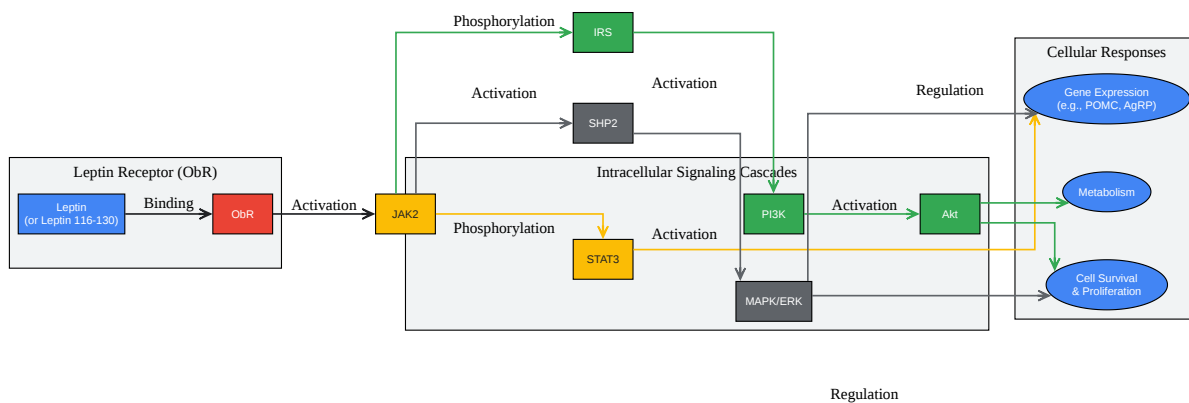 Phosphorylation
IRS
Cellular Responses
Activation
Activation
Regulation
Gene Expression
(e.g., POMC, AgRP)
SHP2
Leptin Receptor (ObR)
Intracellular Signaling Cascades
Leptin
(or Leptin 116-130)
Binding
ObR
Activation
JAK2
Phosphorylation
STAT3
Activation
PI3K
Activation
Akt
Metabolism
MAPK/ERK
Cell Survival
& Proliferation
Regulation